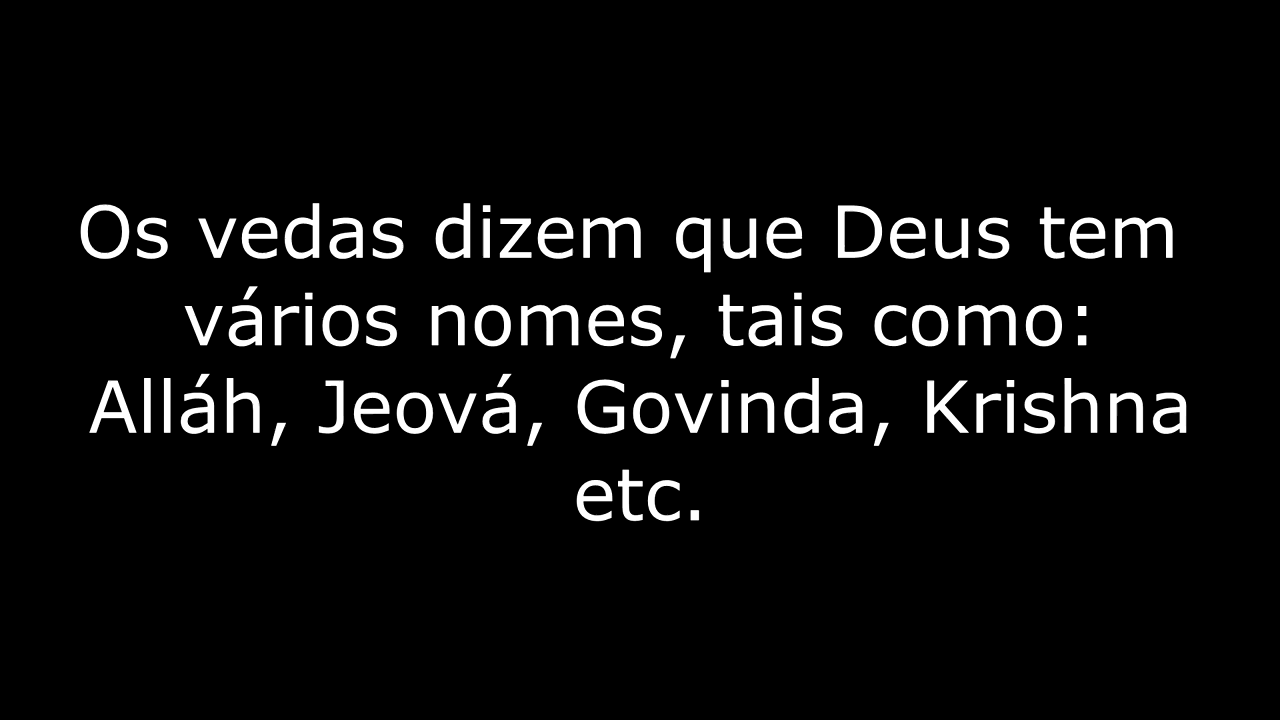 Os vedas dizem que Deus tem
vários nomes, tais como:
Alláh, Jeová, Govinda, Krishna
etc.